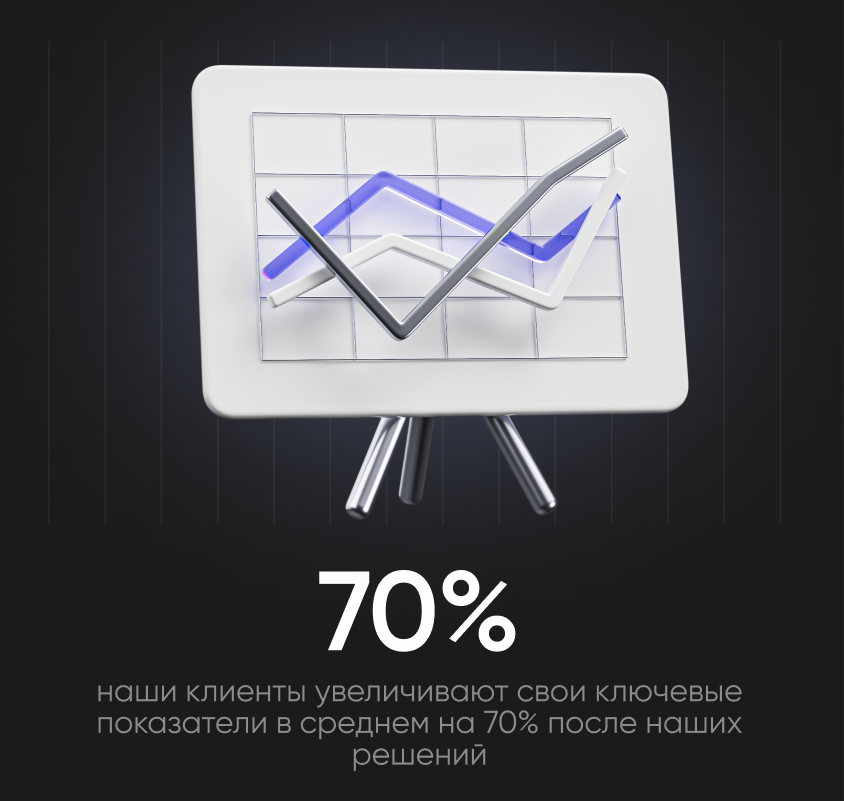 70%
наши клиенты увеличивают свои ключевые
показатели в среднем на 70% после наших
решений